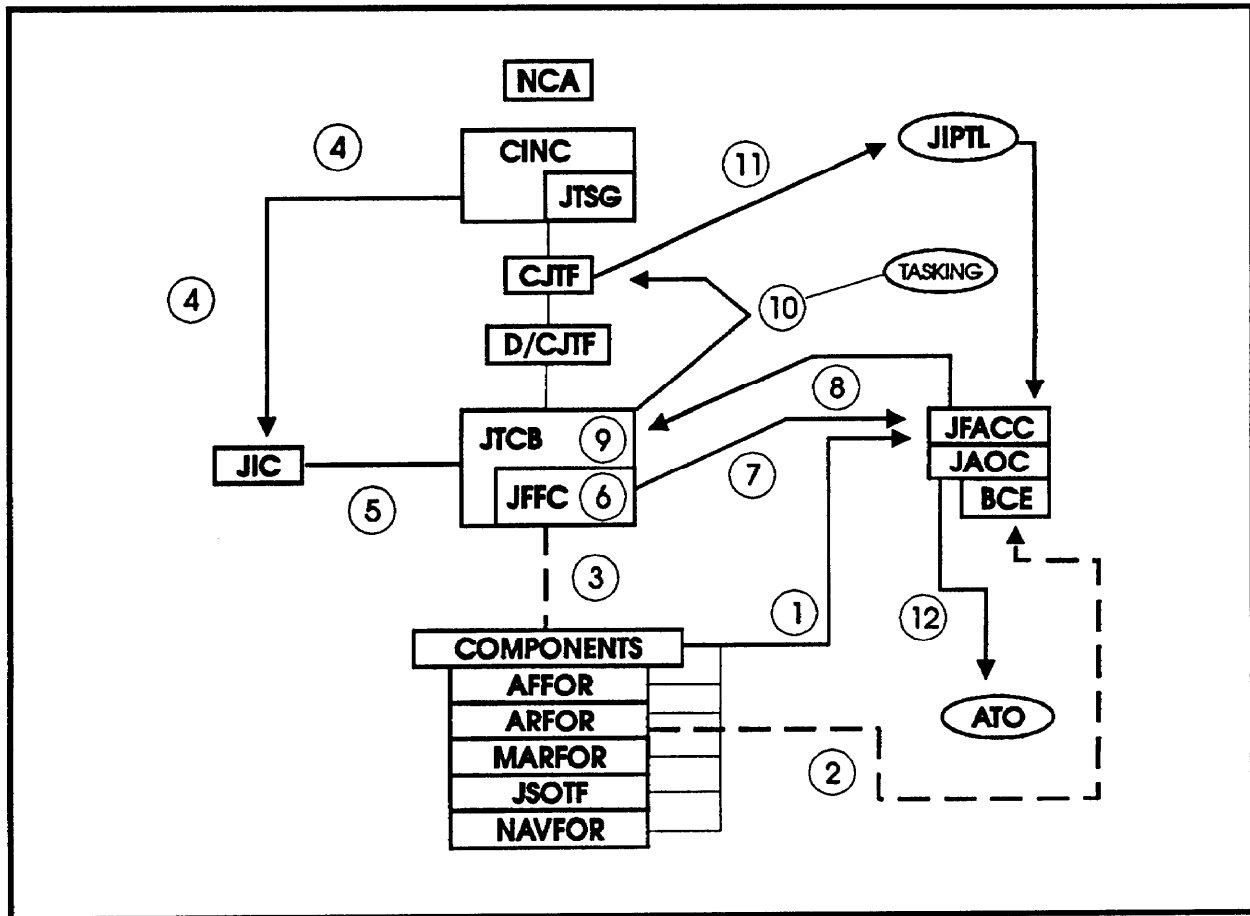 NCA
CINC
JTSG
4
JIPTL
11
CJTF
4
10
TASKING
D/CJTF
8
JTCB 9
JFACC
JIC
JAOC
JFFC 6
7
BCE
5
3
1
12
COMPONENTS
AFFOR
ARFOR
ATO
MARFOR
2
JSOTF
NAVFOR